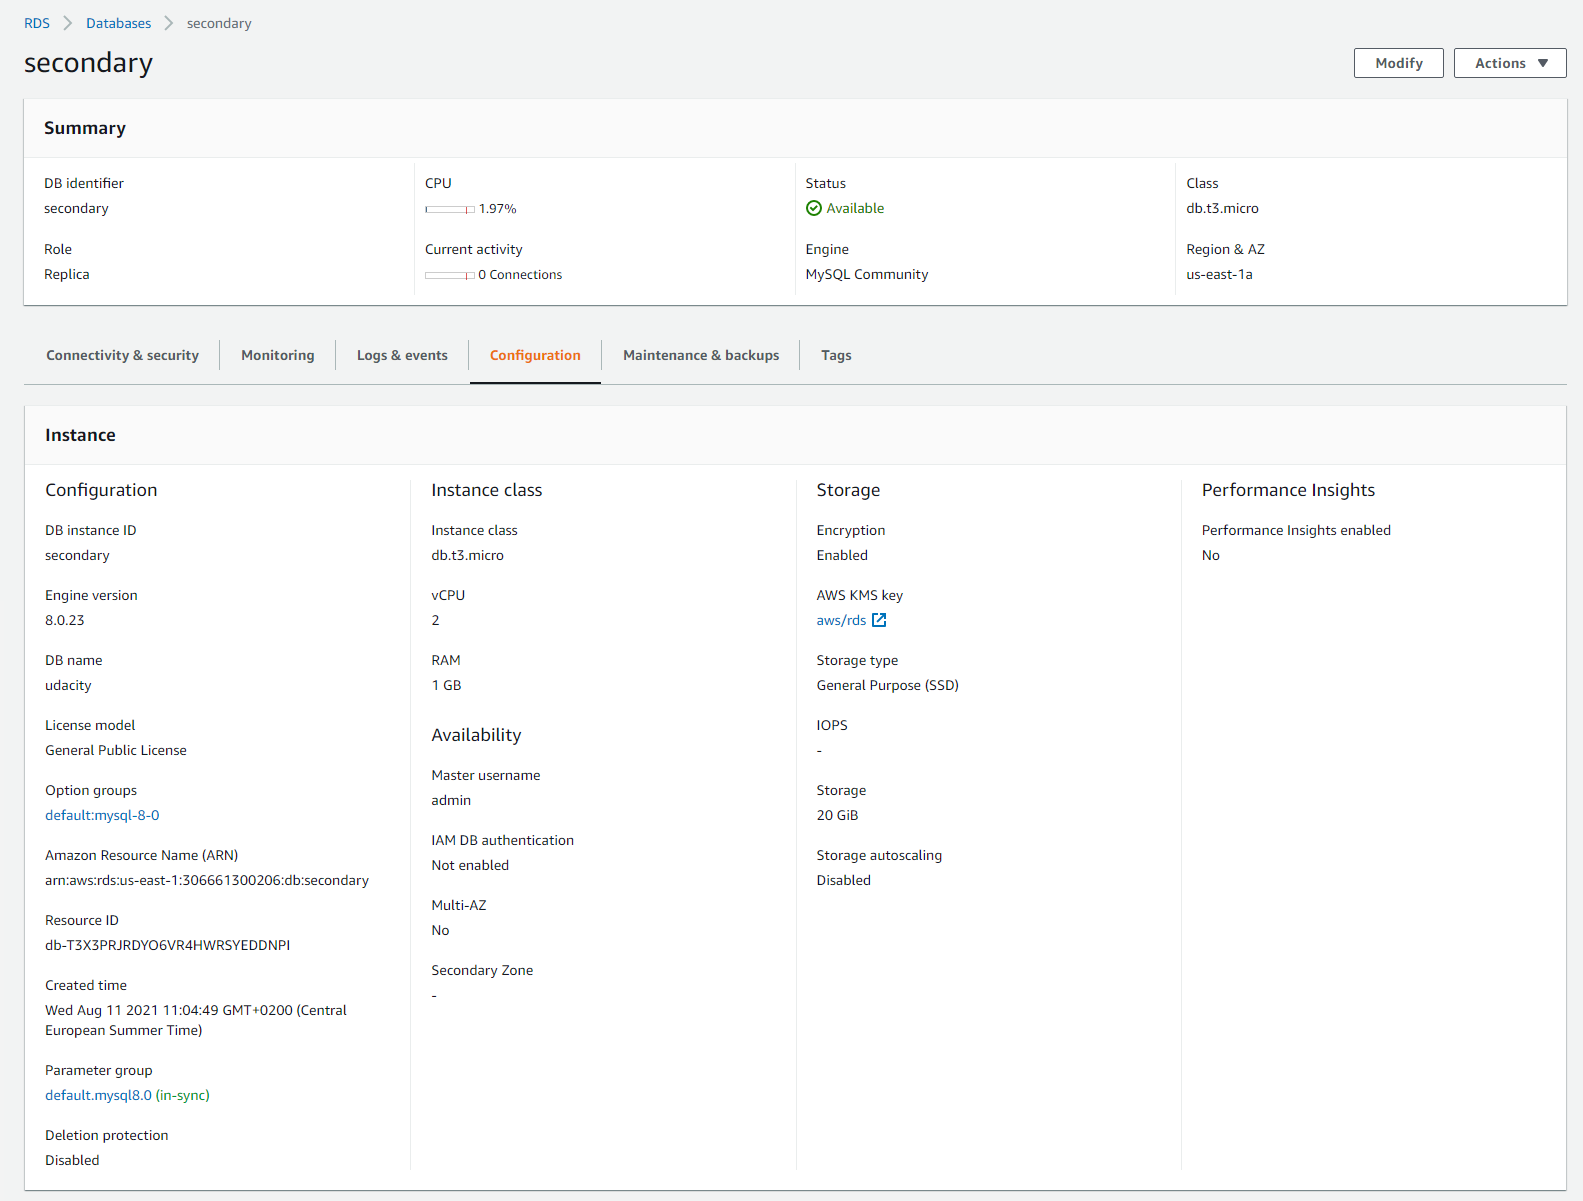 RDS > Databases > secondary
secondary
Modify
Actions ▼
Summary
DB identifier
secondary
CPU
1.97%
Status
Available
Class
db.t3.micro
Role
Replica
Current activity
0 Connections
Engine
MySQL Community
Region & AZ
us-east-1a
Connectivity & security
Monitoring
Logs & events
Configuration
Maintenance & backups
Tags
Instance
Configuration
DB instance ID
secondary
Engine version
8.0.23
DB name
udacity
License model
General Public License
Option groups
default:mysql-8-0
Amazon Resource Name (ARN)
arn:aws:rds:us-east-1:306661300206:db:secondary
Resource ID
db-T3X3PRJRDYO6VR4HWRSYEDDNPI
Created time
Wed Aug 11 2021 11:04:49 GMT+0200 (Central
European Summer Time)
Parameter group
default.mysql8.0 (in-sync)
Deletion protection
Disabled
Instance class
Instance class
db.t3.micro
vCPU
2
RAM
1 GB
Availability
Master username
admin
IAM DB authentication
Not enabled
Multi-AZ
No
Secondary Zone
-
Storage
Encryption
Enabled
AWS KMS key
aws/rds
Storage type
General Purpose (SSD)
IOPS
-
Storage
20 GiB
Storage autoscaling
Disabled
Performance Insights
Performance Insights enabled
No